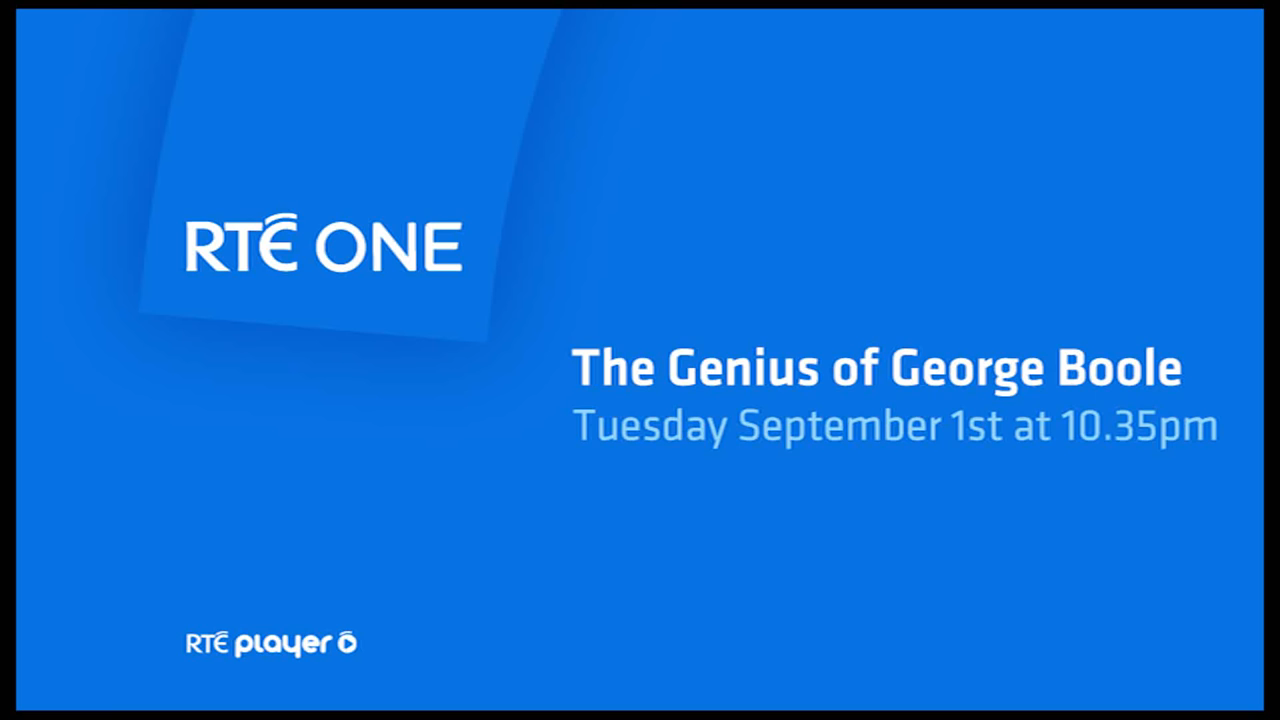 RTÉ ONE
The Genius of George Boole
Tuesday September 1st at 10.35pm
RTÉ player